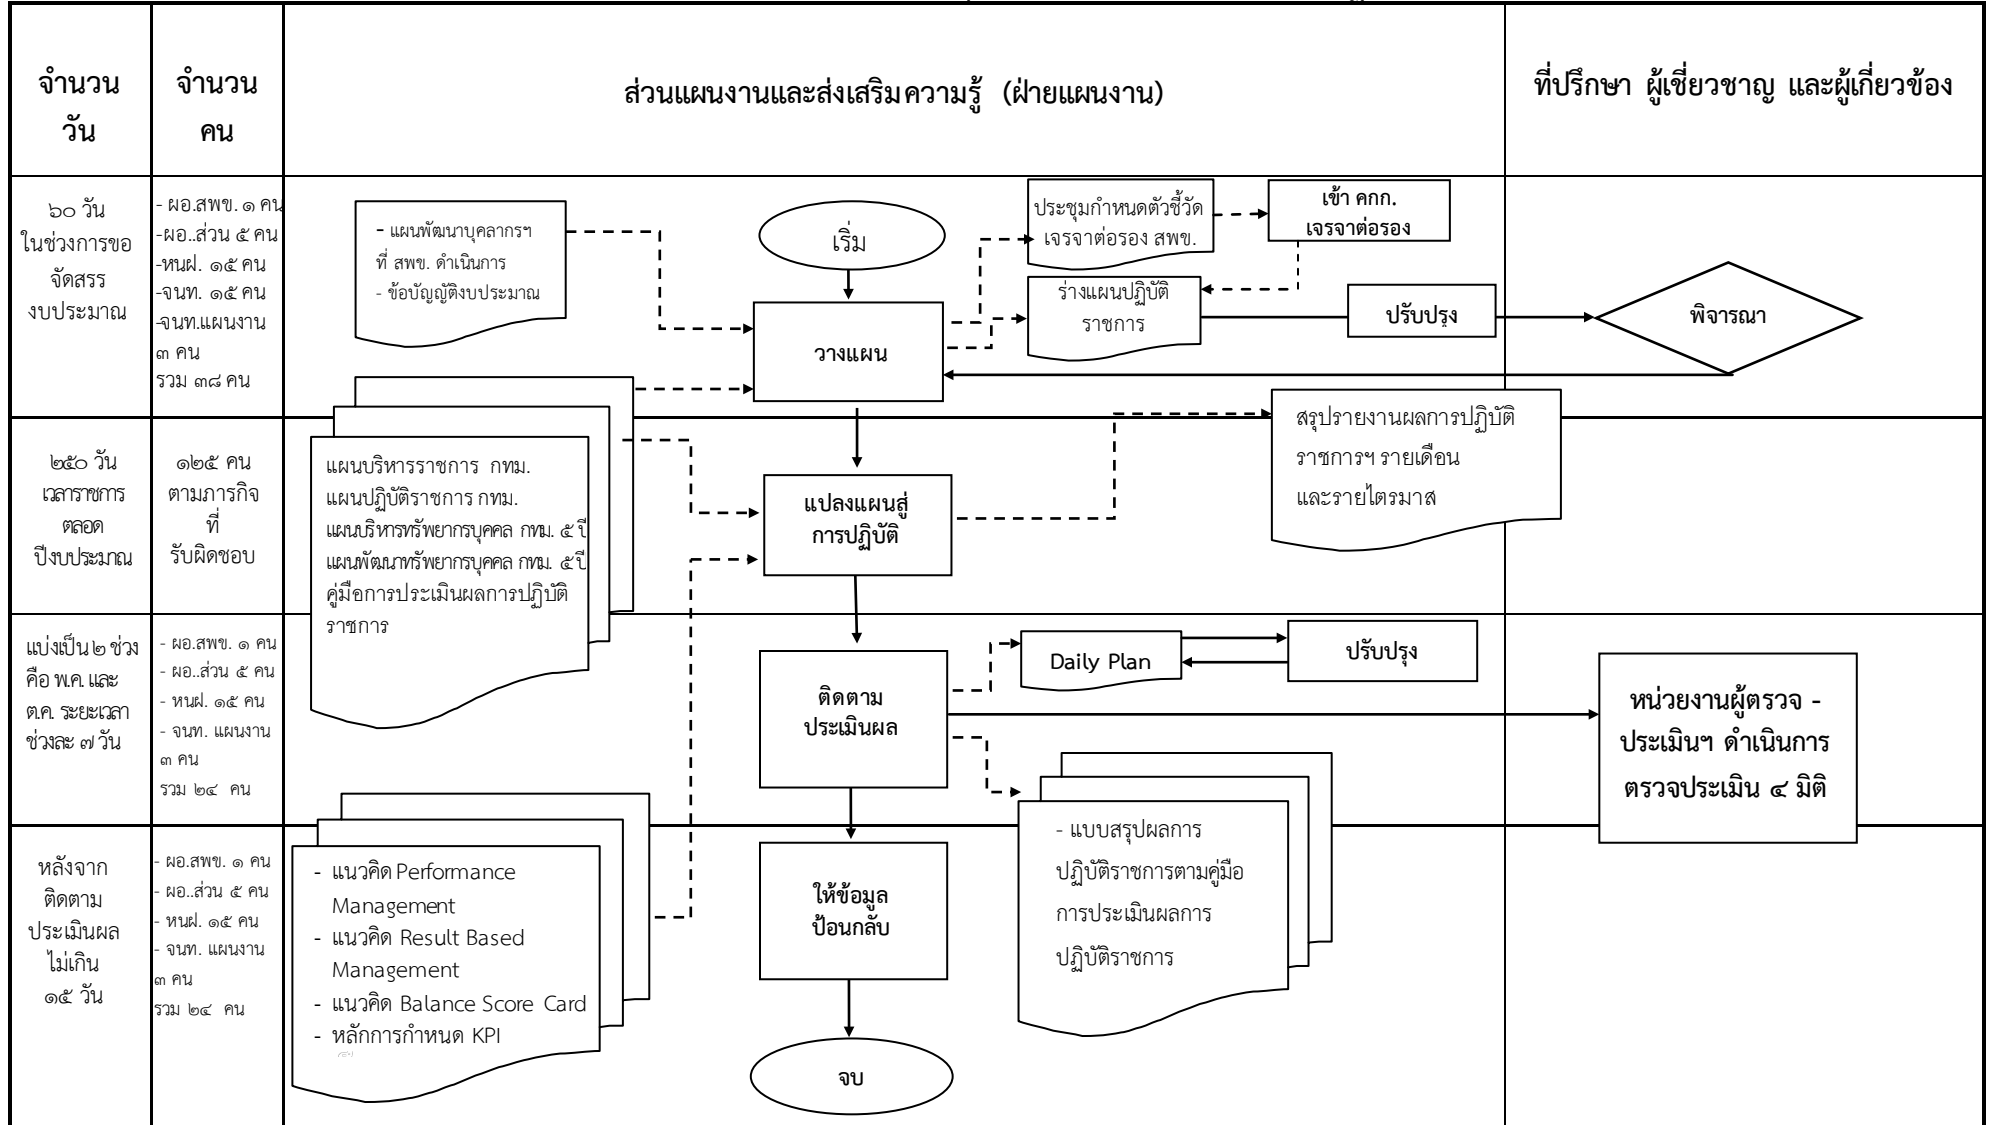 จำนวน
วัน
จำนวน
คน
ส่วนแผนงานและส่งเสริมความรู้ (ฝ่ายแผนงาน)
ที่ปรึกษา ผู้เชี่ยวชาญ และผู้เกี่ยวข้อง
๖๐ วัน
ในช่วงการขอ
จัดสรร
งบประมาณ
- ผอ.สพข. ๑ คน
-ผอ..ส่วน ๕ คน
-หนฝ. ๑๕ คน
-จนท. ๑๕ คน
-จนท.แผนงาน
๓ คน
รวม ๓๘ คน
- แผนพัฒนาบุคลากรฯ
ที่ สพข. ดำเนินการ
- ข้อบัญญัติงบประมาณ
เริ่ม
วางแผน
ประชุมกำหนดตัวชี้วัด
เจรจาต่อรอง สพข.
เข้า คกก.
เจรจาต่อรอง
ร่างแผนปฏิบัติ
ราชการ
ปรับปรุง
พิจารณา
๒๕๐ วัน
เวลาราชการ
ตลอด
ปีงบประมาณ
๑๒๕ คน
ตามภารกิจ
ที่
รับผิดชอบ
แผนบริหารราชการ กทม.
แผนปฏิบัติราชการ กทม.
แผนบริหารทรัพยากรบุคคล กทม. ๕ ปี
แผนพัฒนาทรัพยากรบุคคล กทม. ๕ ปี
คู่มือการประเมินผลการปฏิบัติ
ราชการ
แปลงแผนสู่
การปฏิบัติ
สรุปรายงานผลการปฏิบัติ
ราชการฯ รายเดือน
และรายไตรมาส
แบ่งเป็น ๒ ช่วง
คือ พ.ค. และ
ต.ค. ระยะเวลา
ช่วงละ ๗ วัน
- ผอ.สพข. ๑ คน
- ผอ..ส่วน ๕ คน
- หนฝ. ๑๕ คน
- จนท. แผนงาน
๓ คน
รวม ๒๔ คน
ติดตาม
ประเมินผล
Daily Plan
ปรับปรุง
หน่วยงานผู้ตรวจ -
ประเมินฯ ดำเนินการ
ตรวจประเมิน ๔ มิติ
หลังจาก
ติดตาม
ประเมินผล
ไม่เกิน
๑๕ วัน
- ผอ.สพข. ๑ คน
- ผอ..ส่วน ๕ คน
- หนฝ. ๑๕ คน
- จนท. แผนงาน
๓ คน
รวม ๒๔ คน
- แนวคิด Performance
Management
- แนวคิด Result Based
Management
- แนวคิด Balance Score Card
- หลักการกำหนด KPI
ให้ข้อมูล
ป้อนกลับ
- แบบสรุปผลการ
ปฏิบัติราชการตามคู่มือ
การประเมินผลการ
ปฏิบัติราชการ
จบ